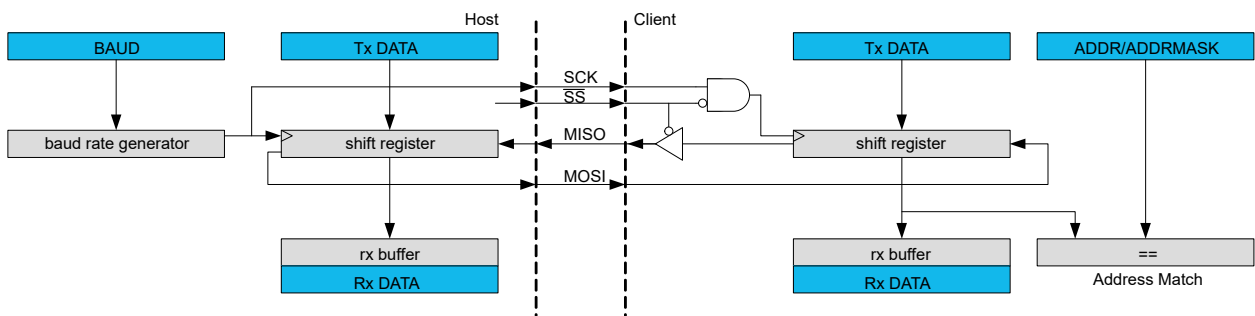 Host Client
BAUD Tx DATA Tx DATA ADDR/ADDRMASK
SCK
SS
baud rate generator shift register MISO shift register
MOSI
rx buffer rx buffer ==
Rx DATA Rx DATA Address Match